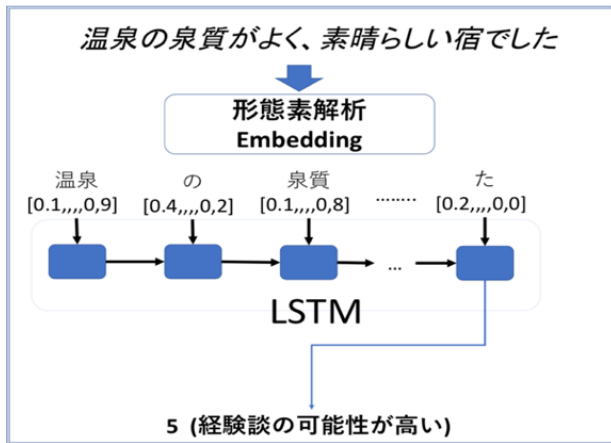 温泉の泉質がよく、素晴らしい宿でした
形態素解析
Embedding
温泉 の 泉質 ........ た
[0.1,,,,0,9] [0.4,,,,0,2] [0.1,,,,0,8] [0.2,,,,0,0]
...
LSTM
5 (経験談の可能性が高い)